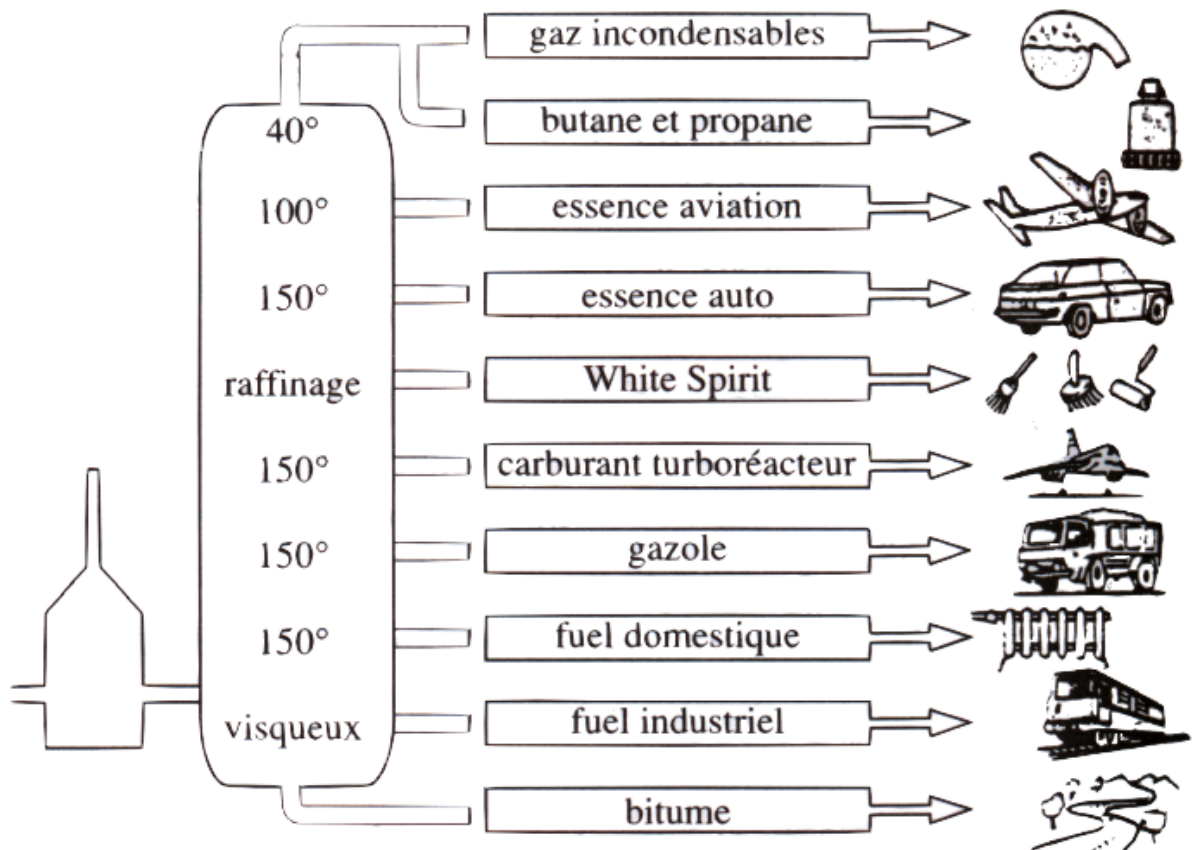 gaz incondensables
40°
butane et propane
100°
essence aviation
150°
essence auto
raffinage
White Spirit
150°
carburant turboréacteur
150°
gazole
150°
fuel domestique
visqueux
fuel industriel
bitume